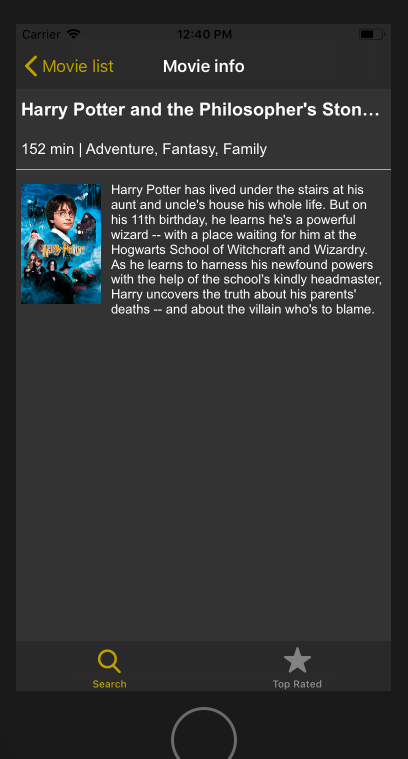 Carrier 12:40 PM
Movie list Movie info
Harry Potter and the Philosopher's Ston...
152 min | Adventure, Fantasy, Family
Harry Potter has lived under the stairs at his
aunt and uncle's house his whole life. But on
his 11th birthday, he learns he's a powerful
wizard -- with a place waiting for him at the
Hogwarts School of Witchcraft and Wizardry.
As he learns to harness his newfound powers
with the help of the school's kindly headmaster,
Harry uncovers the truth about his parents'
deaths -- and about the villain who's to blame.
Harry Potter
Search Top Rated